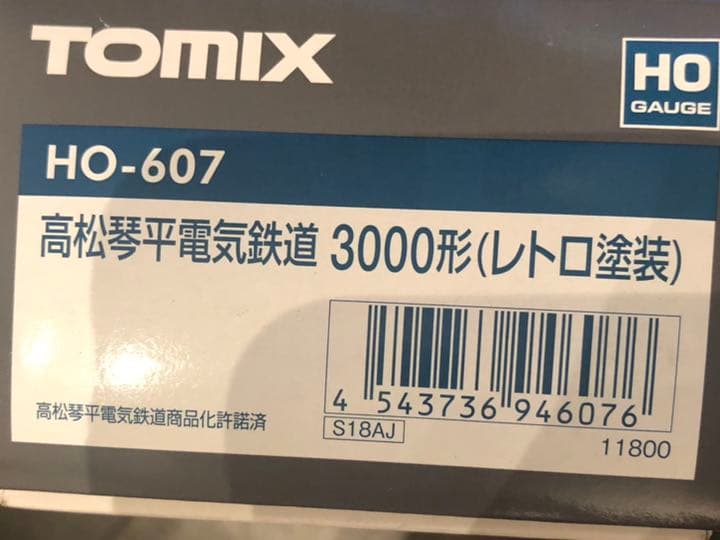 TOMIX
HO
GAUGE
HO-607
高松琴平電気鉄道 3000形(レトロ塗装)
4 543736 946076
高松琴平電気鉄道商品化許諾済
S18AJ
11800